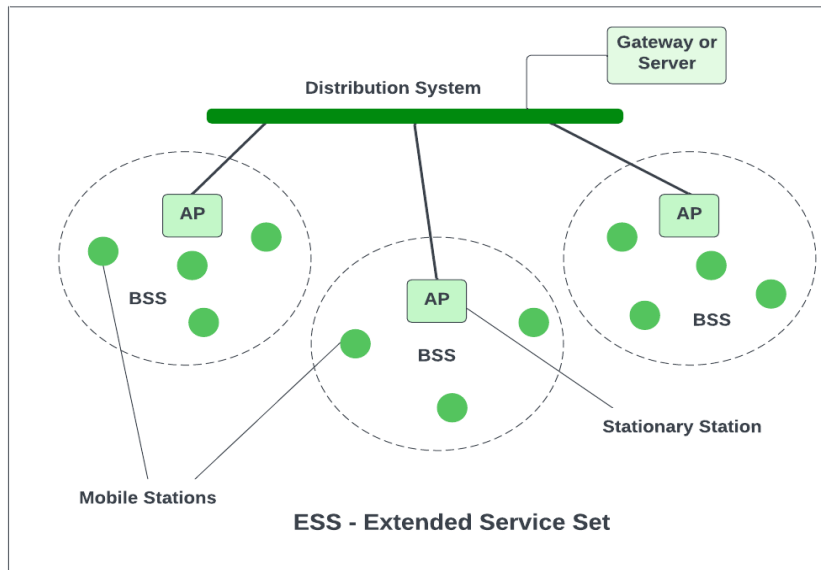 Gateway or
Server
Distribution System
AP
AP
AP
BSS
BSS
BSS
Stationary Station
Mobile Stations
ESS - Extended Service Set